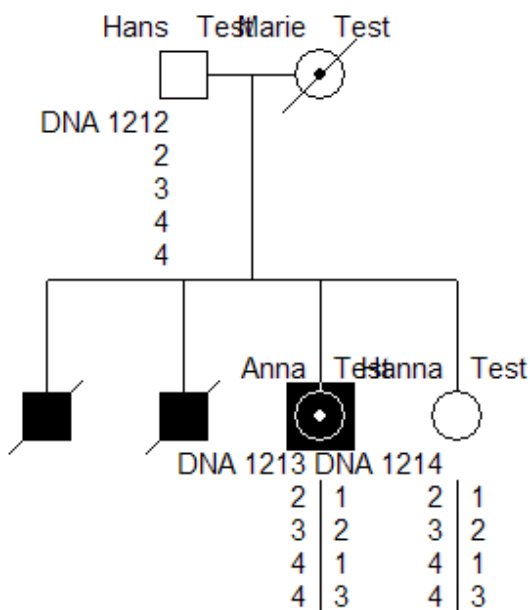 Hans Test Marie Test
DNA 1212
2
3
4
4
Anna Test Hanna Test
DNA 1213 DNA 1214
2 1 2 1
3 2 3 2
4 1 4 1
4 3 4 3